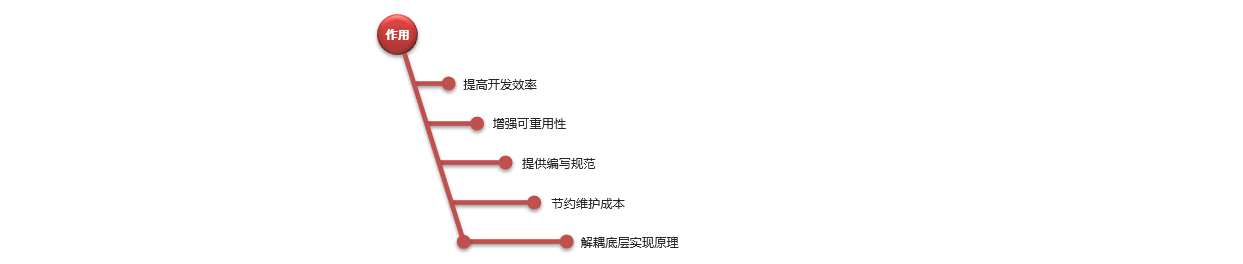 作用
提高开发效率
增强可重用性
提供编写规范
节约维护成本
解耦底层实现原理